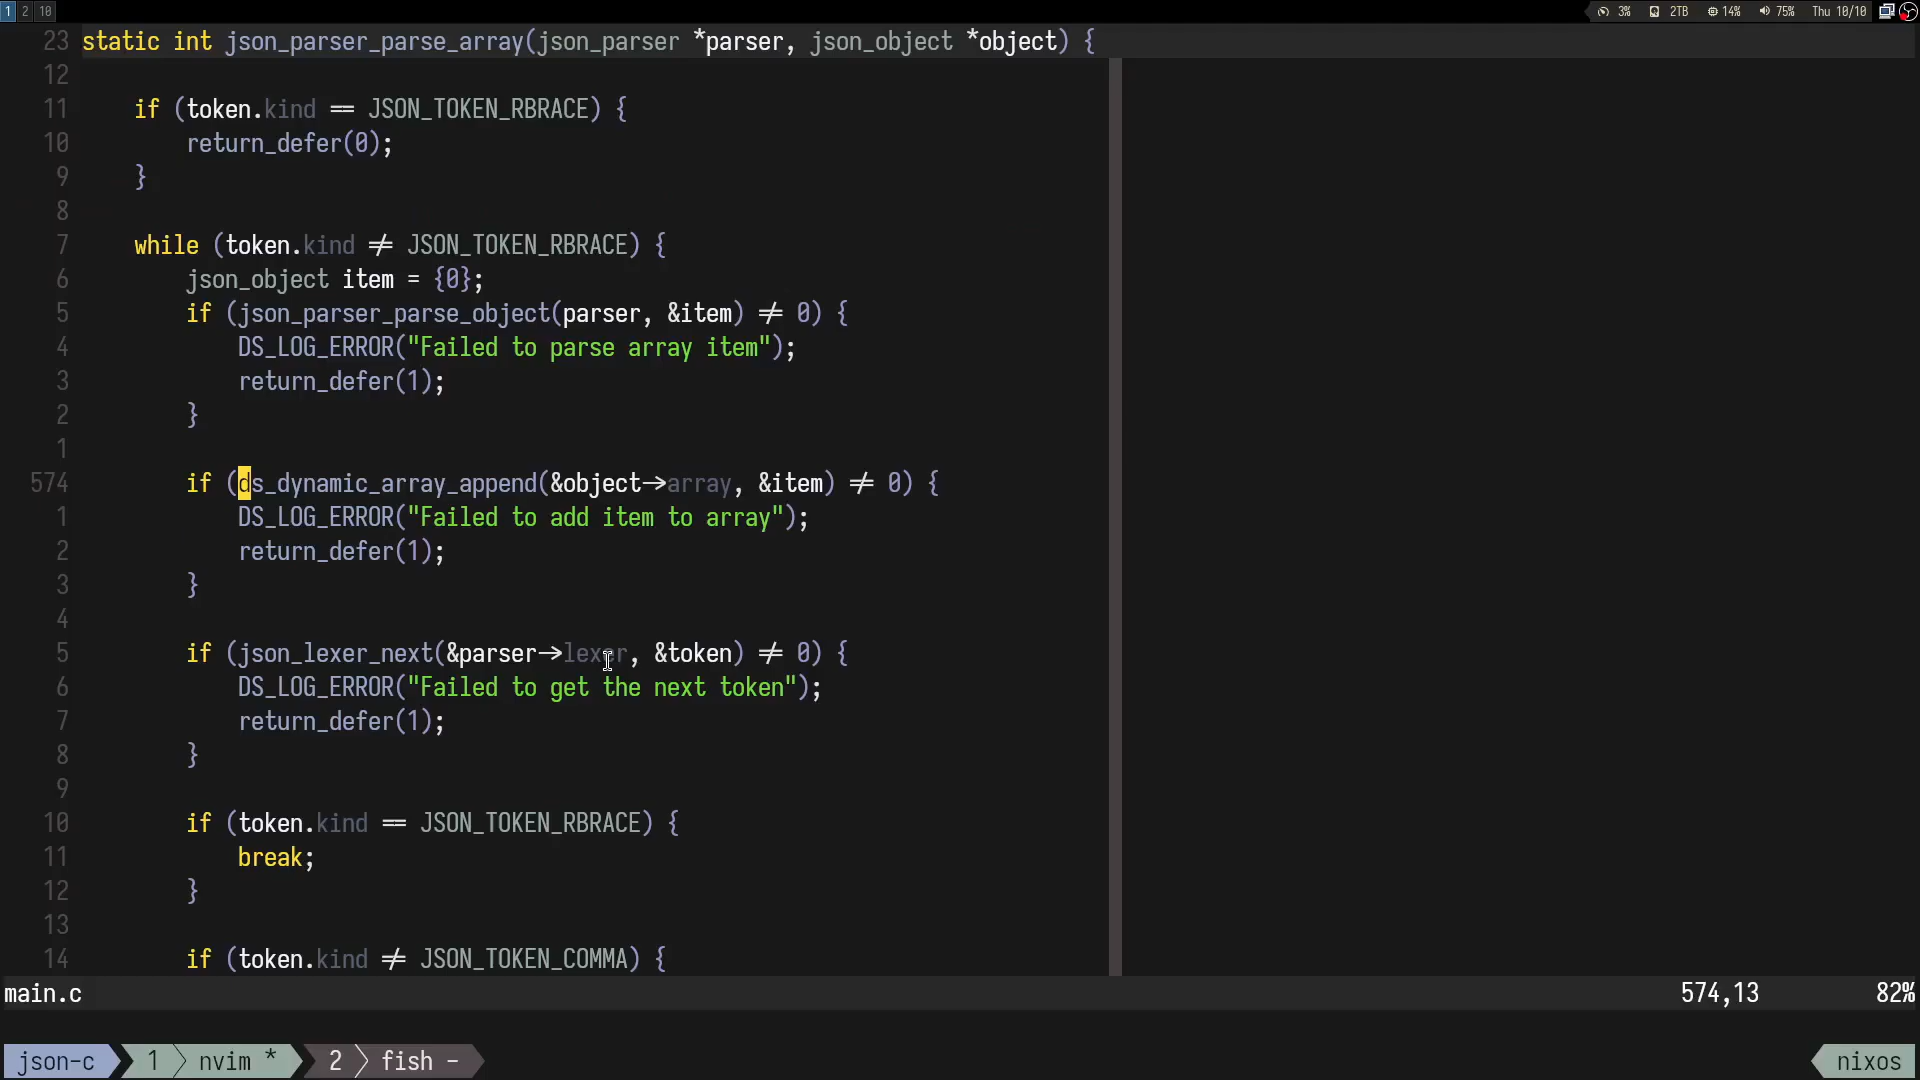 1 2 10 3% 2TB 14% 75% Thu 10/10
23 static int json_parser_parse_array(json_parser *parser, json_object *object) {
12
11 if (token.kind == JSON_TOKEN_RBRACE) {
10 return_defer(0);
9 }
8
7 while (token.kind != JSON_TOKEN_RBRACE) {
6 json_object item = {0};
5 if (json_parser_parse_object(parser, &item) != 0) {
4 DS_LOG_ERROR("Failed to parse array item");
3 return_defer(1);
2 }
1
574 if (ds_dynamic_array_append(&object->array, &item) != 0) {
1 DS_LOG_ERROR("Failed to add item to array");
2 return_defer(1);
3 }
4
5 if (json_lexer_next(&parser->lexer, &token) != 0) {
6 DS_LOG_ERROR("Failed to get the next token");
7 return_defer(1);
8 }
9
10 if (token.kind == JSON_TOKEN_RBRACE) {
11 break;
12 }
13
14 if (token.kind != JSON_TOKEN_COMMA) {
main.c 574,13 82%
json-c 1 nvim * 2 fish - nixos